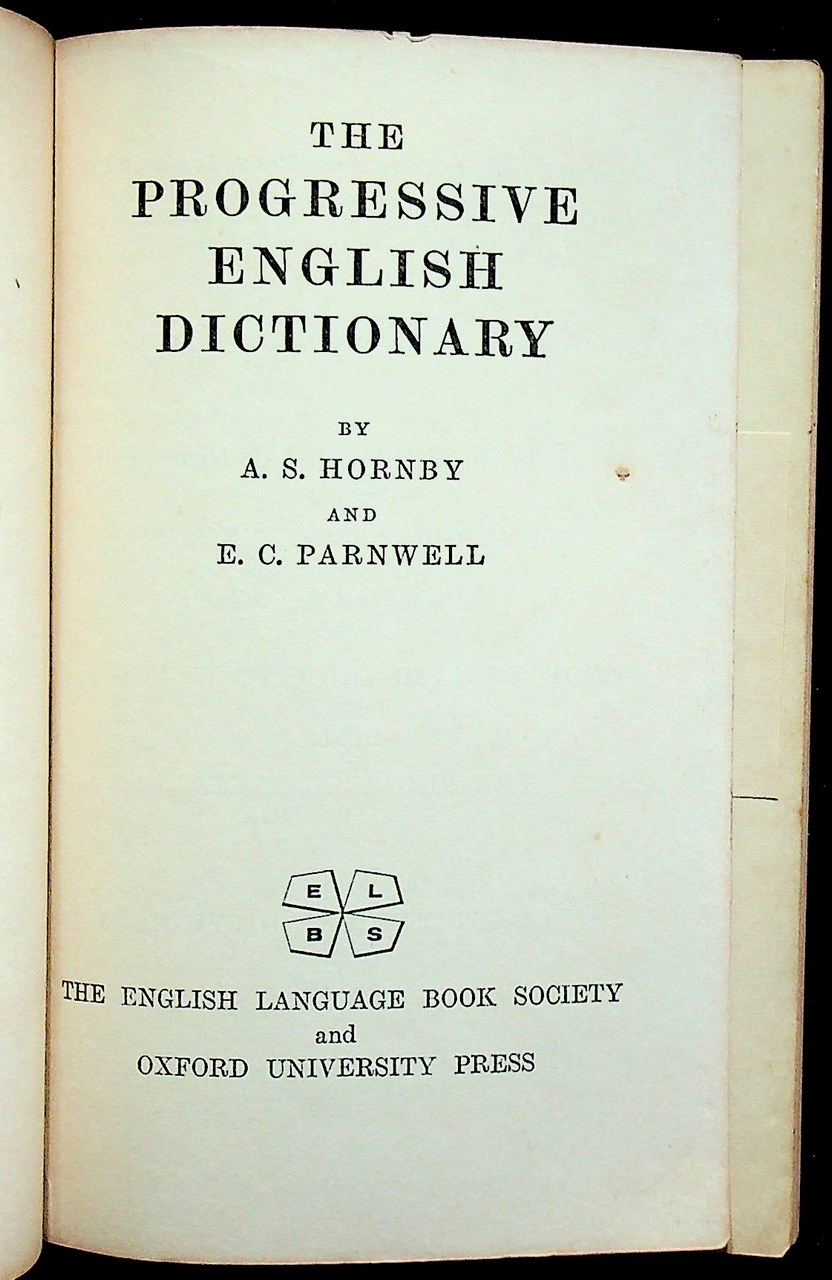 THE
PROGRESSIVE
ENGLISH
DICTIONARY
BY
A. S. HORNBY
AND
E. C. PARNWELL
E L
B S
THE ENGLISH LANGUAGE BOOK SOCIETY
and
OXFORD UNIVERSITY PRESS